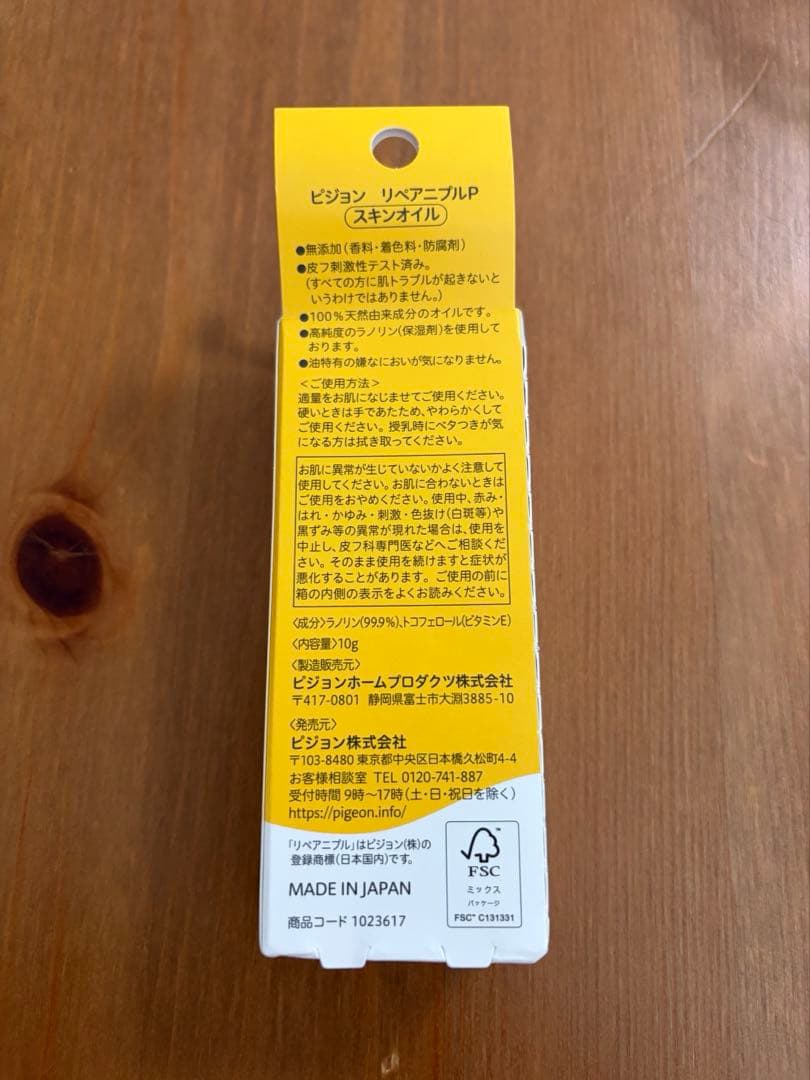 ピジョン リペアニプルP
スキンオイル
●無添加(香料・着色料・防腐剤)
●皮フ刺激性テスト済み。
(すべての方に肌トラブルが起きないと
いうわけではありません。)
●100%天然由来成分のオイルです。
●高純度のラノリン(保湿剤)を使用して
おります。
●油特有の嫌なにおいが気になりません。
<ご使用方法>
適量をお肌になじませてご使用ください。
硬いときは手であたため、やわらかくして
ご使用ください。授乳時にベタつきが気
になる方は拭き取ってください。
お肌に異常が生じていないかよく注意して
使用してください。お肌に合わないときは
ご使用をおやめください。使用中、赤み・
はれ・かゆみ・刺激・色抜け(白斑等)や
黒ずみ等の異常が現れた場合は、使用を
中止し、皮フ科専門医などへご相談くだ
さい。そのまま使用を続けますと症状が
悪化することがあります。ご使用の前に
箱の内側の表示をよくお読みください。
〈成分〉ラノリン(99.9%)、トコフェロール(ビタミンE)
〈内容量〉10g
〈製造販売元〉
ピジョンホームプロダクツ株式会社
〒417-0801 静岡県富士市大淵3885-10
〈発売元〉
ピジョン株式会社
〒103-8480 東京都中央区日本橋久松町4-4
お客様相談室 TEL 0120-741-887
受付時間 9時〜17時(土・日・祝日を除く)
https://pigeon.info/
「リペアニプル」はピジョン(株)の
登録商標(日本国内)です。
MADE IN JAPAN
商品コード 1023617
FSC
ミックス
パッケージ
FSC™ C131331